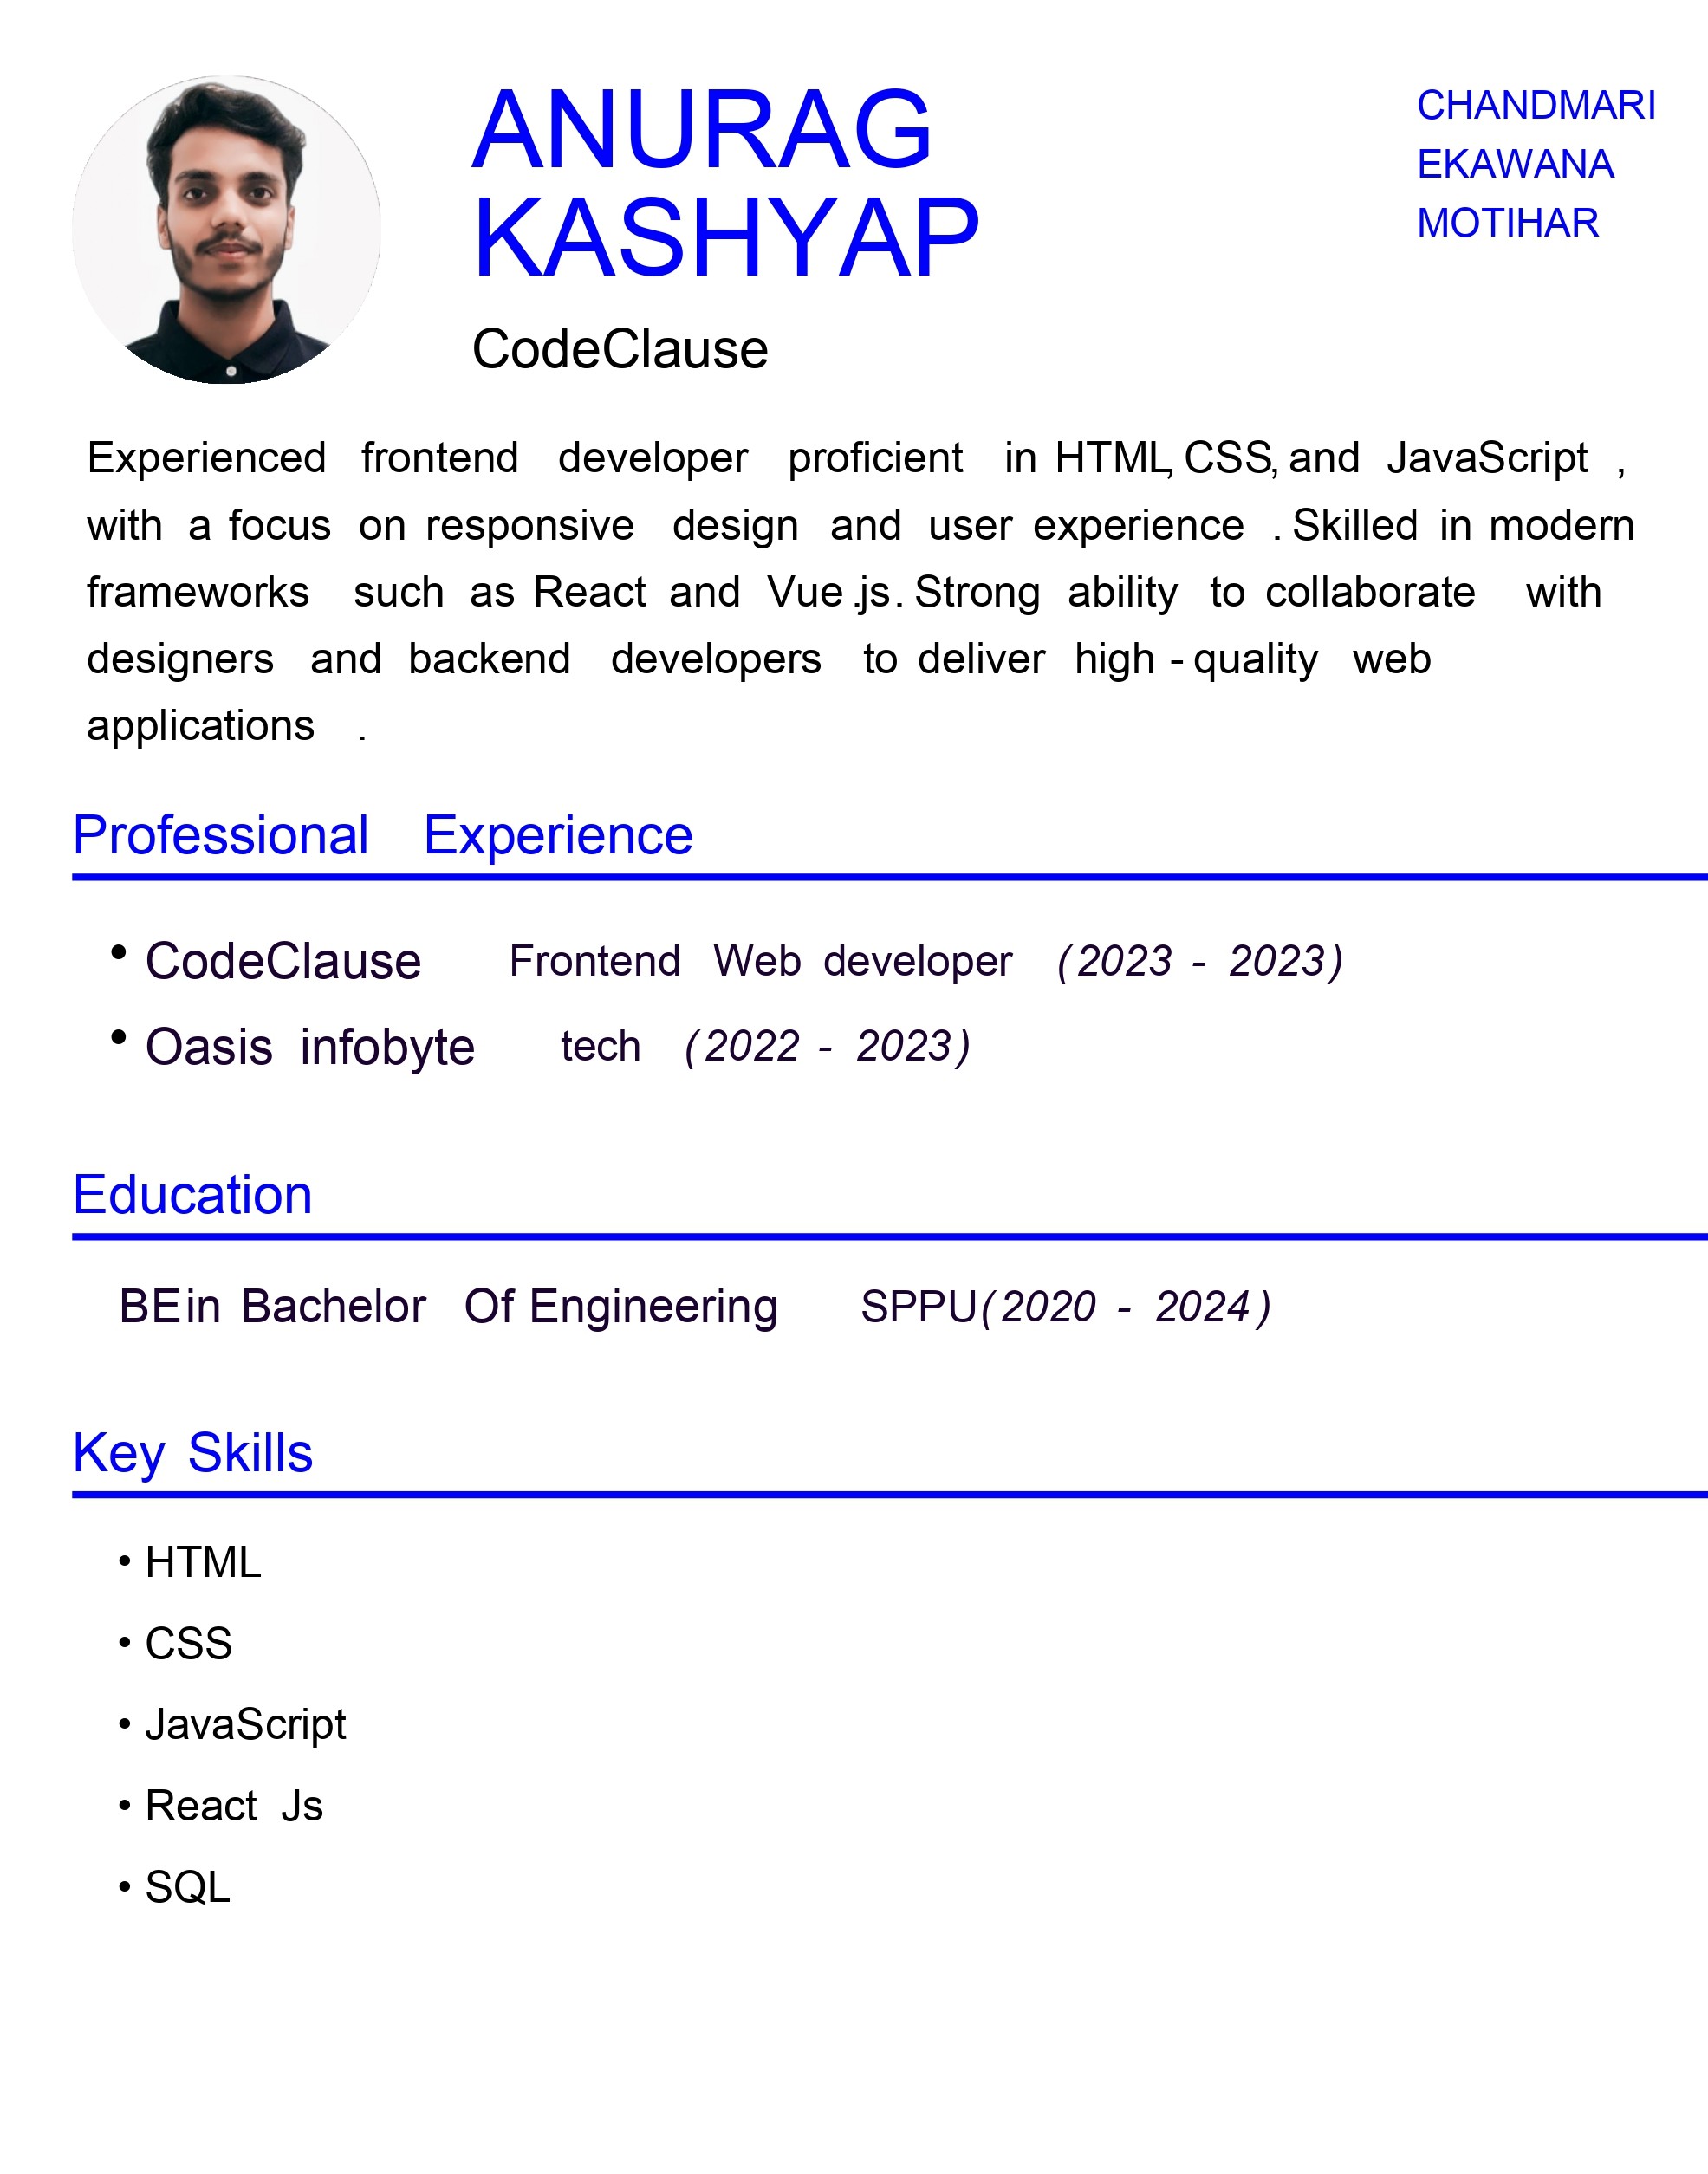 ANURAG
KASHYAP
CodeClause
CHANDMARI
EKAWANA
MOTIHAR
Experienced frontend developer proficient in HTML, CSS, and JavaScript ,
with a focus on responsive design and user experience . Skilled in modern
frameworks such as React and Vue.js. Strong ability to collaborate with
designers and backend developers to deliver high - quality web
applications .
Professional Experience
• CodeClause Frontend Web developer (2023 - 2023)
• Oasis infobyte tech (2022 - 2023)
Education
BE in Bachelor Of Engineering SPPU (2020 - 2024)
Key Skills
• HTML
• CSS
• JavaScript
• React Js
• SQL